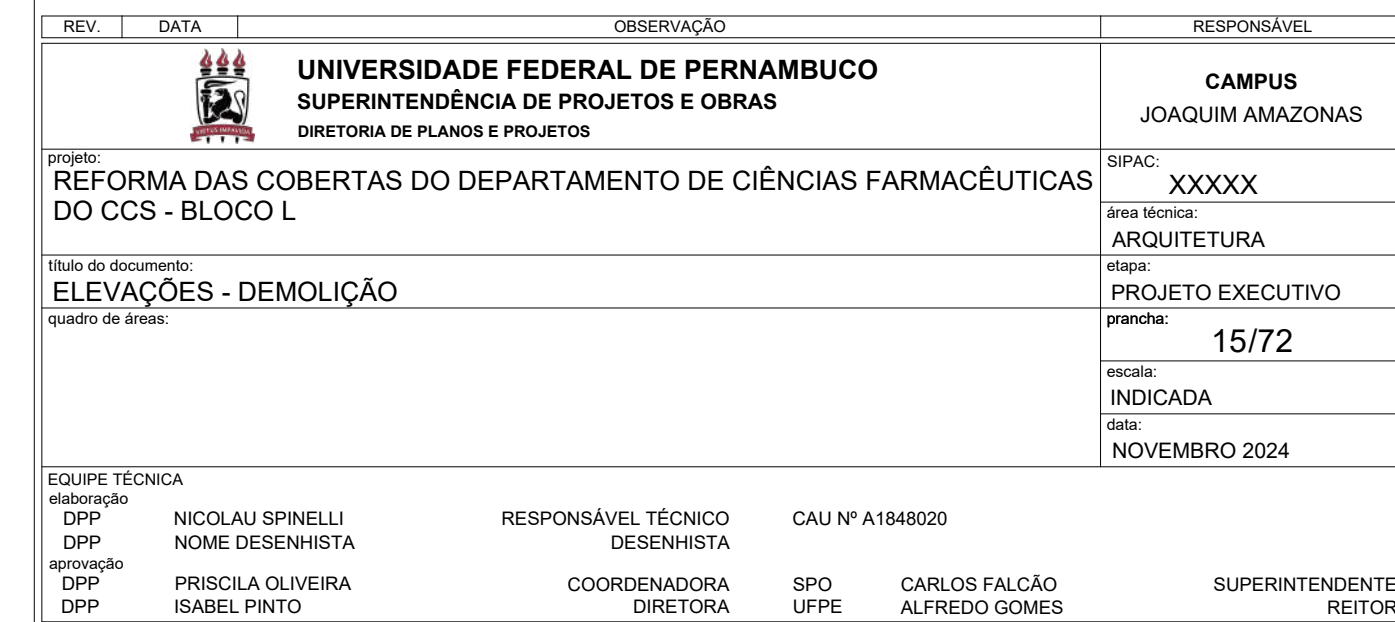 REV. DATA OBSERVAÇÃO RESPONSÁVEL
UNIVERSIDADE FEDERAL DE PERNAMBUCO
SUPERINTENDÊNCIA DE PROJETOS E OBRAS
DIRETORIA DE PLANOS E PROJETOS
VIRTUS IMPAVIDA
CAMPUS
JOAQUIM AMAZONAS
projeto:
REFORMA DAS COBERTAS DO DEPARTAMENTO DE CIÊNCIAS FARMACÊUTICAS
DO CCS - BLOCO L
SIPAC:
XXXXX
área técnica:
ARQUITETURA
título do documento:
ELEVAÇÕES - DEMOLIÇÃO
etapa:
PROJETO EXECUTIVO
quadro de áreas:
prancha:
15/72
escala:
INDICADA
data:
NOVEMBRO 2024
EQUIPE TÉCNICA
elaboração
DPP NICOLAU SPINELLI RESPONSÁVEL TÉCNICO CAU Nº A1848020
DPP NOME DESENHISTA DESENHISTA
aprovação
DPP PRISCILA OLIVEIRA COORDENADORA SPO CARLOS FALCÃO SUPERINTENDENTE
DPP ISABEL PINTO DIRETORA UFPE ALFREDO GOMES REITOR